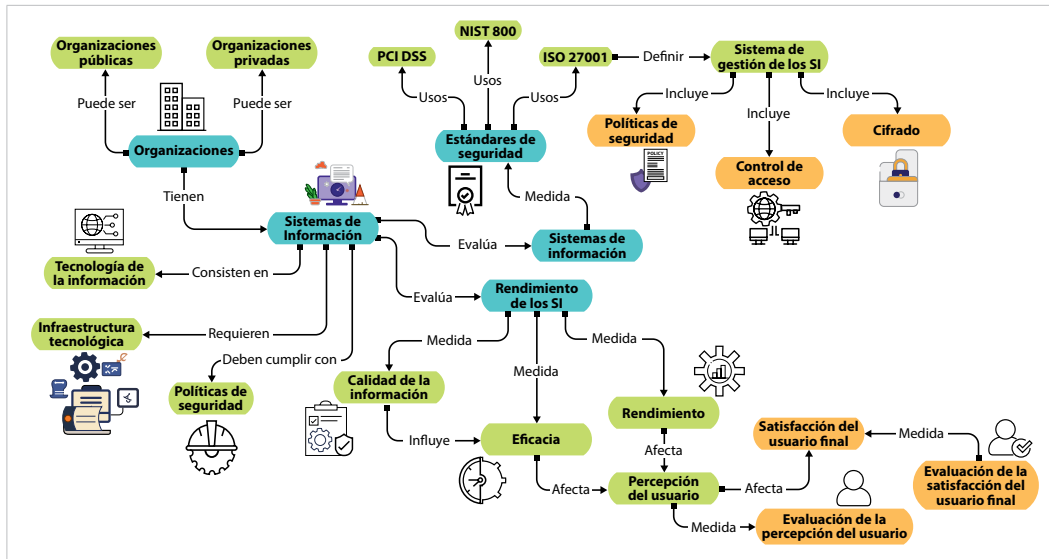 Organizaciones
públicas
Organizaciones
privadas
PCI DSS
NIST 800
ISO 27001
Definir
Sistema de
gestión de los SI
Puede ser
Puede ser
Usos
Usos
Usos
Incluye
Incluye
Incluye
Organizaciones
Estándares de
seguridad
Políticas de
seguridad
POLICY
Control de
acceso
Cifrado
Tienen
Medida
Sistemas de
Información
Evalúa
Sistemas de
información
Tecnología de
la información
Consisten en
Evalúa
Rendimiento
de los SI
Infraestructura
tecnológica
Requieren
Medida
Medida
Medida
Deben cumplir con
Políticas de
seguridad
Calidad de la
información
Rendimiento
Influye
Eficacia
Afecta
Satisfacción del
usuario final
Medida
Evaluación de la
satisfacción del
usuario final
Afecta
Percepción
del usuario
Afecta
Medida
Evaluación de la
percepción del usuario